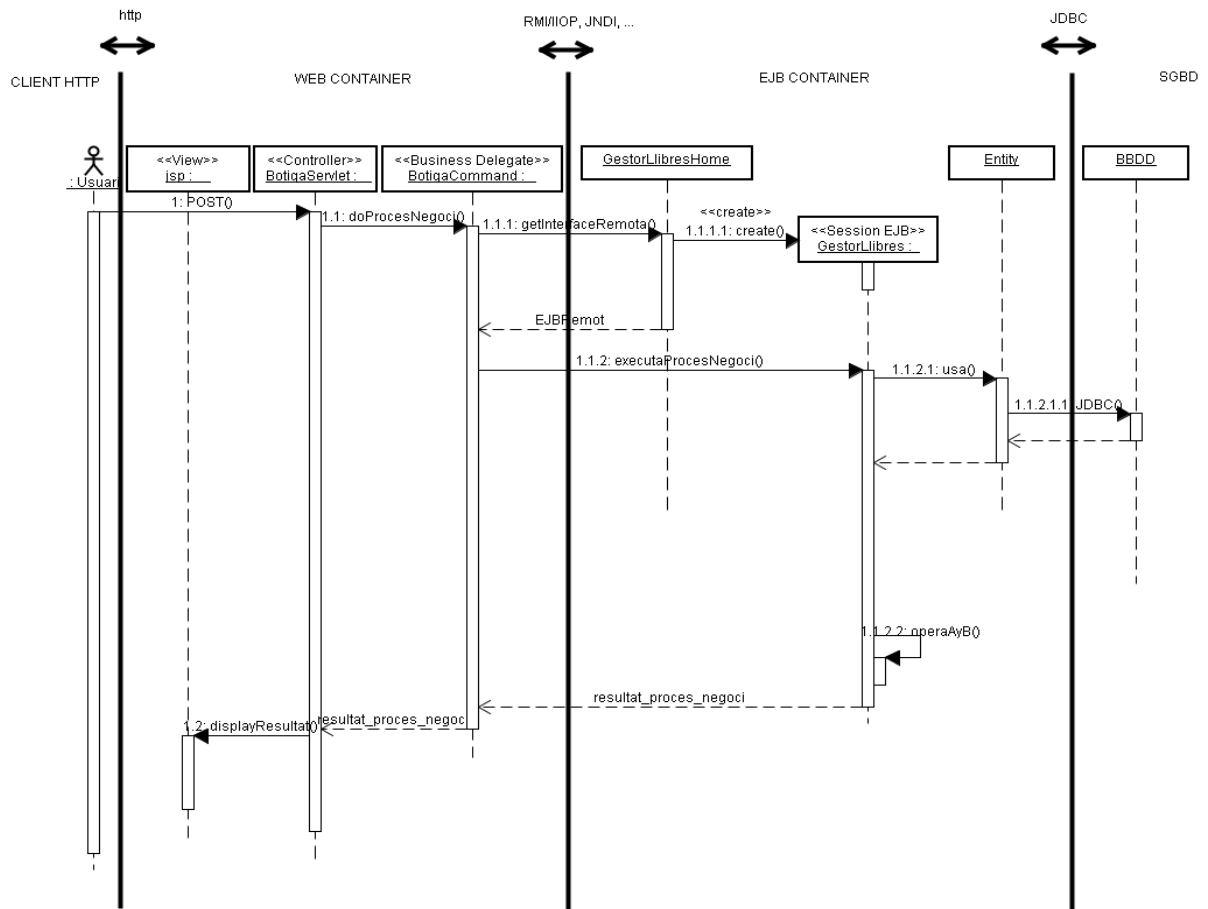 http
RMI/IIOP, JNDI, ...
JDBC
CLIENT HTTP
WEB CONTAINER
EJB CONTAINER
SGBD
: Usuari
<<View>>
jsp :
<<Controller>>
BotigaServlet :
<<Business Delegate>>
BotigaCommand :
GestorLlibresHome
Entity
BBDD
1: POST()
1.1: doProcesNegoci()
1.1.1: getInterfaceRemota()
<<create>>
1.1.1.1: create()
<<Session EJB>>
GestorLlibres :
EJBRemot
1.1.2: executaProcesNegoci()
1.1.2.1: usa()
1.1.2.1.1: JDBC()
1.1.2.2: operaAyB()
resultat_proces_negoci
resultat_proces_negoc
1.2: displayResultat()